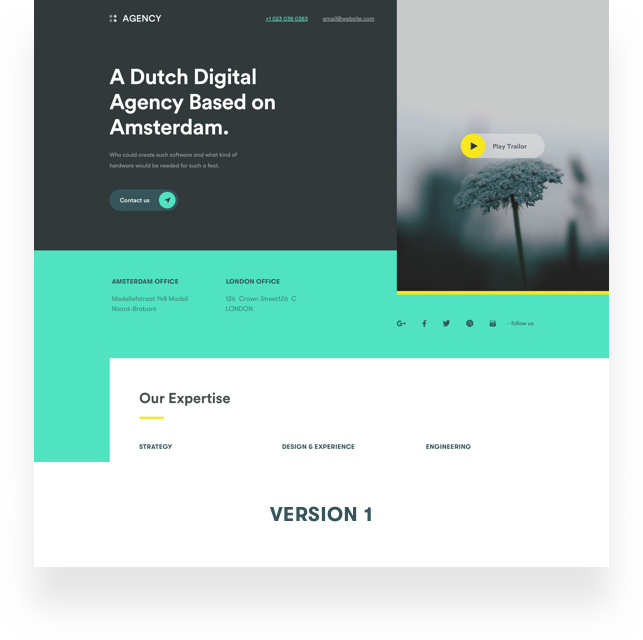 AGENCY
+1 023 038 0383
email@website.com
A Dutch Digital
Agency Based on
Amsterdam.
Who could create such software and what kind of
hardware would be needed for such a feat.
Contact us
Play Trailor
AMSTERDAM OFFICE
Madeliefstraat 148 Madell
Noord-Brabant
LONDON OFFICE
126 Crown Street126 C
LONDON
G+
- follow us
Our Expertise
STRATEGY
DESIGN & EXPERIENCE
ENGINEERING
VERSION 1